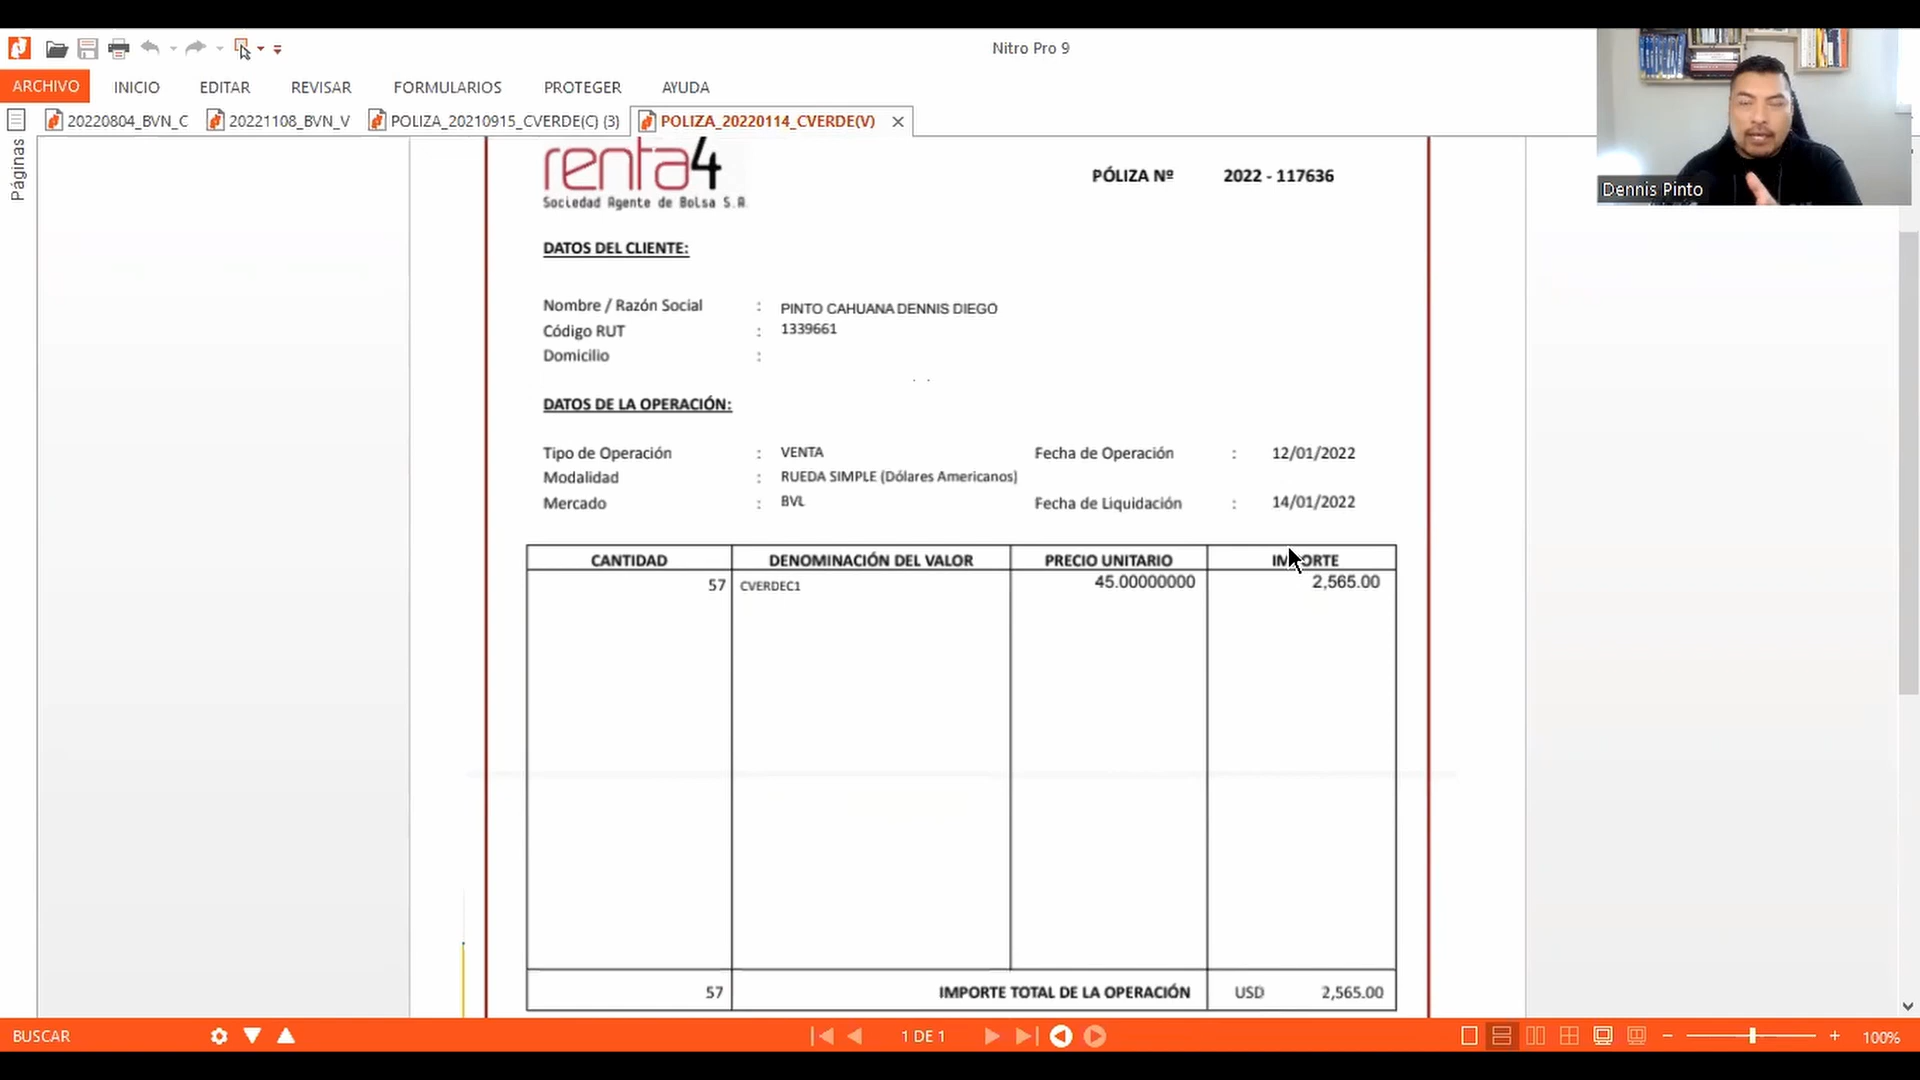 Nitro Pro 9
ARCHIVO INICIO EDITAR REVISAR FORMULARIOS PROTEGER AYUDA
20220804_BVN_C 20221108_BVN_V POLIZA_20210915_CVERDE(C) (3) POLIZA_20220114_CVERDE(V)
Páginas
Dennis Pinto
renta4
Sociedad Agente de Bolsa S.A.
PÓLIZA Nº 2022 - 117636
DATOS DEL CLIENTE:
Nombre / Razón Social : PINTO CAHUANA DENNIS DIEGO
Código RUT : 1339661
Domicilio :
DATOS DE LA OPERACIÓN:
Tipo de Operación : VENTA Fecha de Operación : 12/01/2022
Modalidad : RUEDA SIMPLE (Dólares Americanos)
Mercado : BVL Fecha de Liquidación : 14/01/2022
CANTIDAD DENOMINACIÓN DEL VALOR PRECIO UNITARIO IMPORTE
57 CVERDEC1 45.00000000 2,565.00
57 IMPORTE TOTAL DE LA OPERACIÓN USD 2,565.00
BUSCAR 1 DE 1 100%